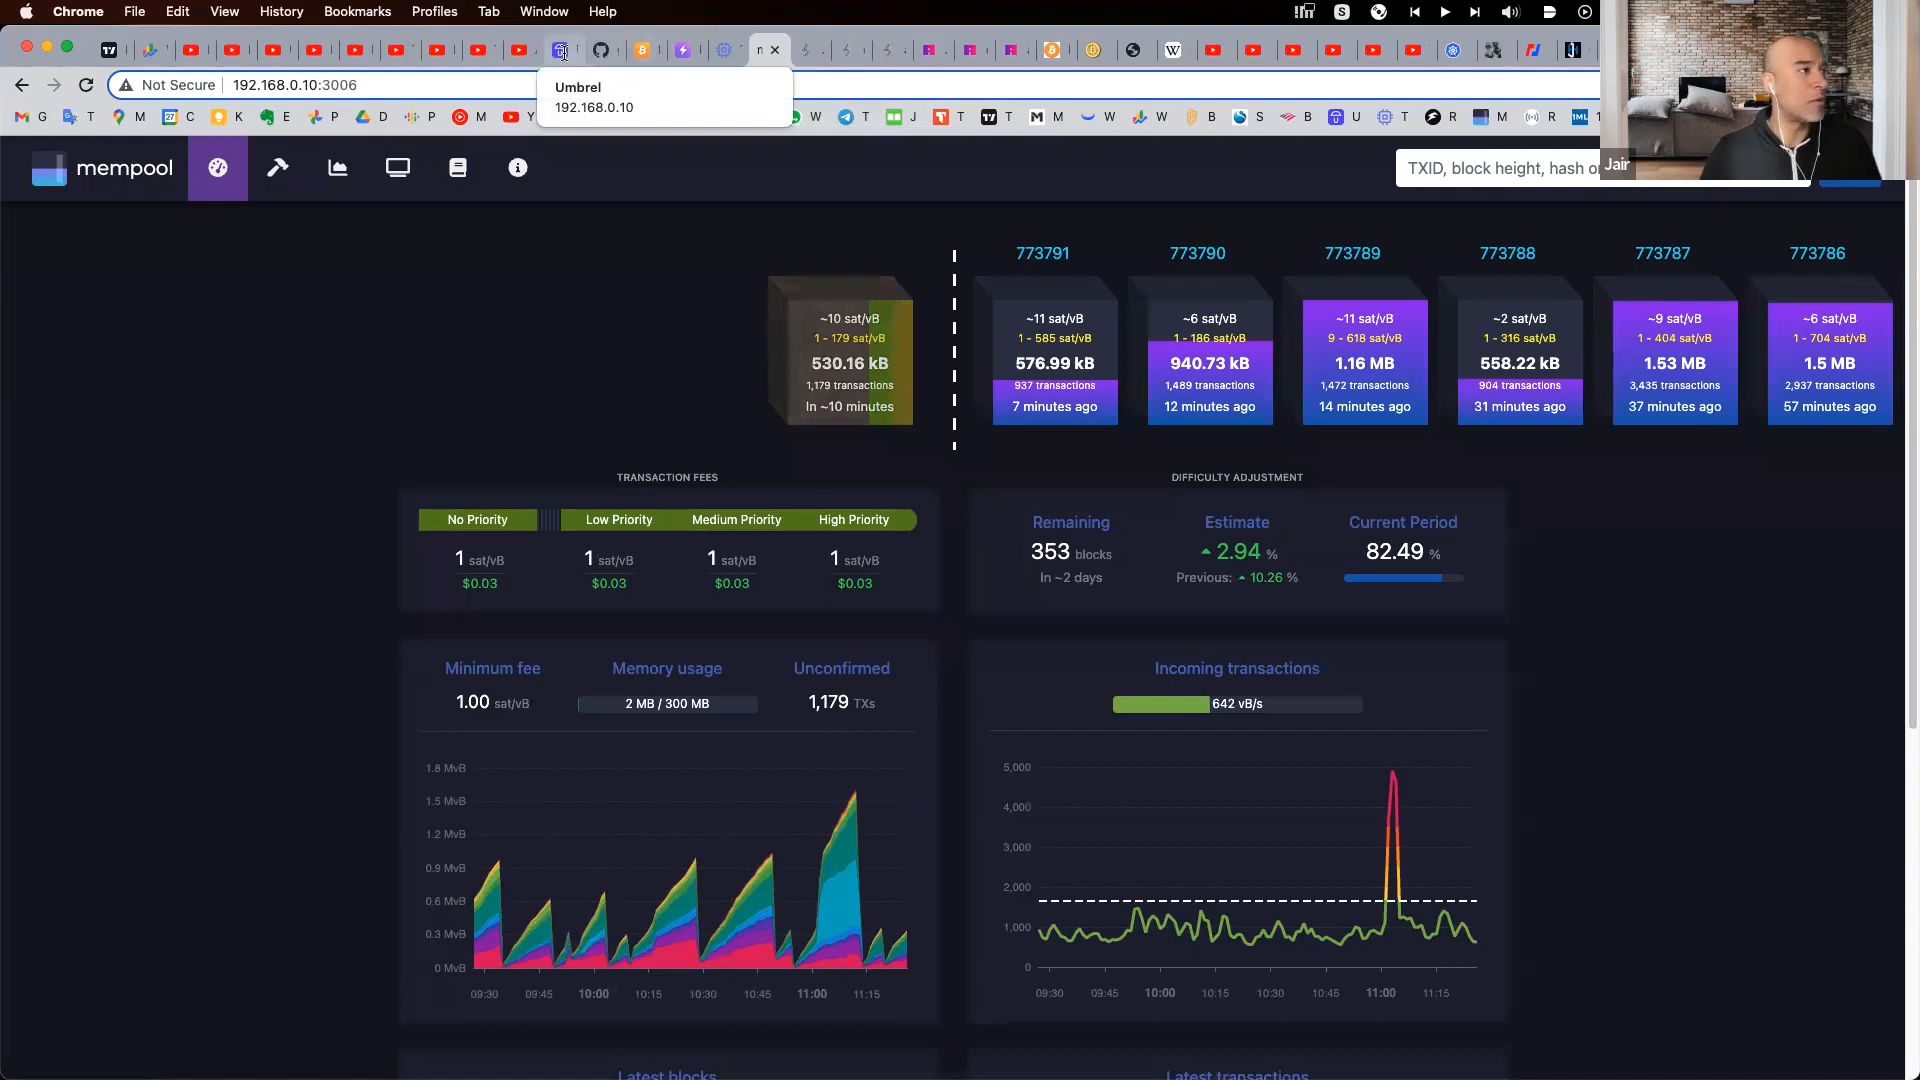 Chrome File Edit View History Bookmarks Profiles Tab Window Help
Not Secure 192.168.0.10:3006
Umbrel
192.168.0.10
M G T M 27 C K E P D P M Y W T J T T M W W B S B U T R M R 1ML
mempool
TXID, block height, hash o
Jair
773791 773790 773789 773788 773787 773786
~10 sat/vB ~11 sat/vB ~6 sat/vB ~11 sat/vB ~2 sat/vB ~9 sat/vB ~6 sat/vB
1 - 179 sat/vB 1 - 585 sat/vB 1 - 186 sat/vB 9 - 618 sat/vB 1 - 316 sat/vB 1 - 404 sat/vB 1 - 704 sat/vB
530.16 kB 576.99 kB 940.73 kB 1.16 MB 558.22 kB 1.53 MB 1.5 MB
1,179 transactions 937 transactions 1,489 transactions 1,472 transactions 904 transactions 3,435 transactions 2,937 transactions
In ~10 minutes 7 minutes ago 12 minutes ago 14 minutes ago 31 minutes ago 37 minutes ago 57 minutes ago
TRANSACTION FEES DIFFICULTY ADJUSTMENT
No Priority Low Priority Medium Priority High Priority
1 sat/vB 1 sat/vB 1 sat/vB 1 sat/vB
$0.03 $0.03 $0.03 $0.03
Remaining Estimate Current Period
353 blocks 2.94 % 82.49 %
In ~2 days Previous: 10.26 %
Minimum fee Memory usage Unconfirmed
1.00 sat/vB 2 MB / 300 MB 1,179 TXs
Incoming transactions
642 vB/s
1.8 MvB
1.5 MvB
1.2 MvB
0.9 MvB
0.6 MvB
0.3 MvB
0 MvB
09:30 09:45 10:00 10:15 10:30 10:45 11:00 11:15
5,000
4,000
3,000
2,000
1,000
0
09:30 09:45 10:00 10:15 10:30 10:45 11:00 11:15
Latest blocks Latest transactions